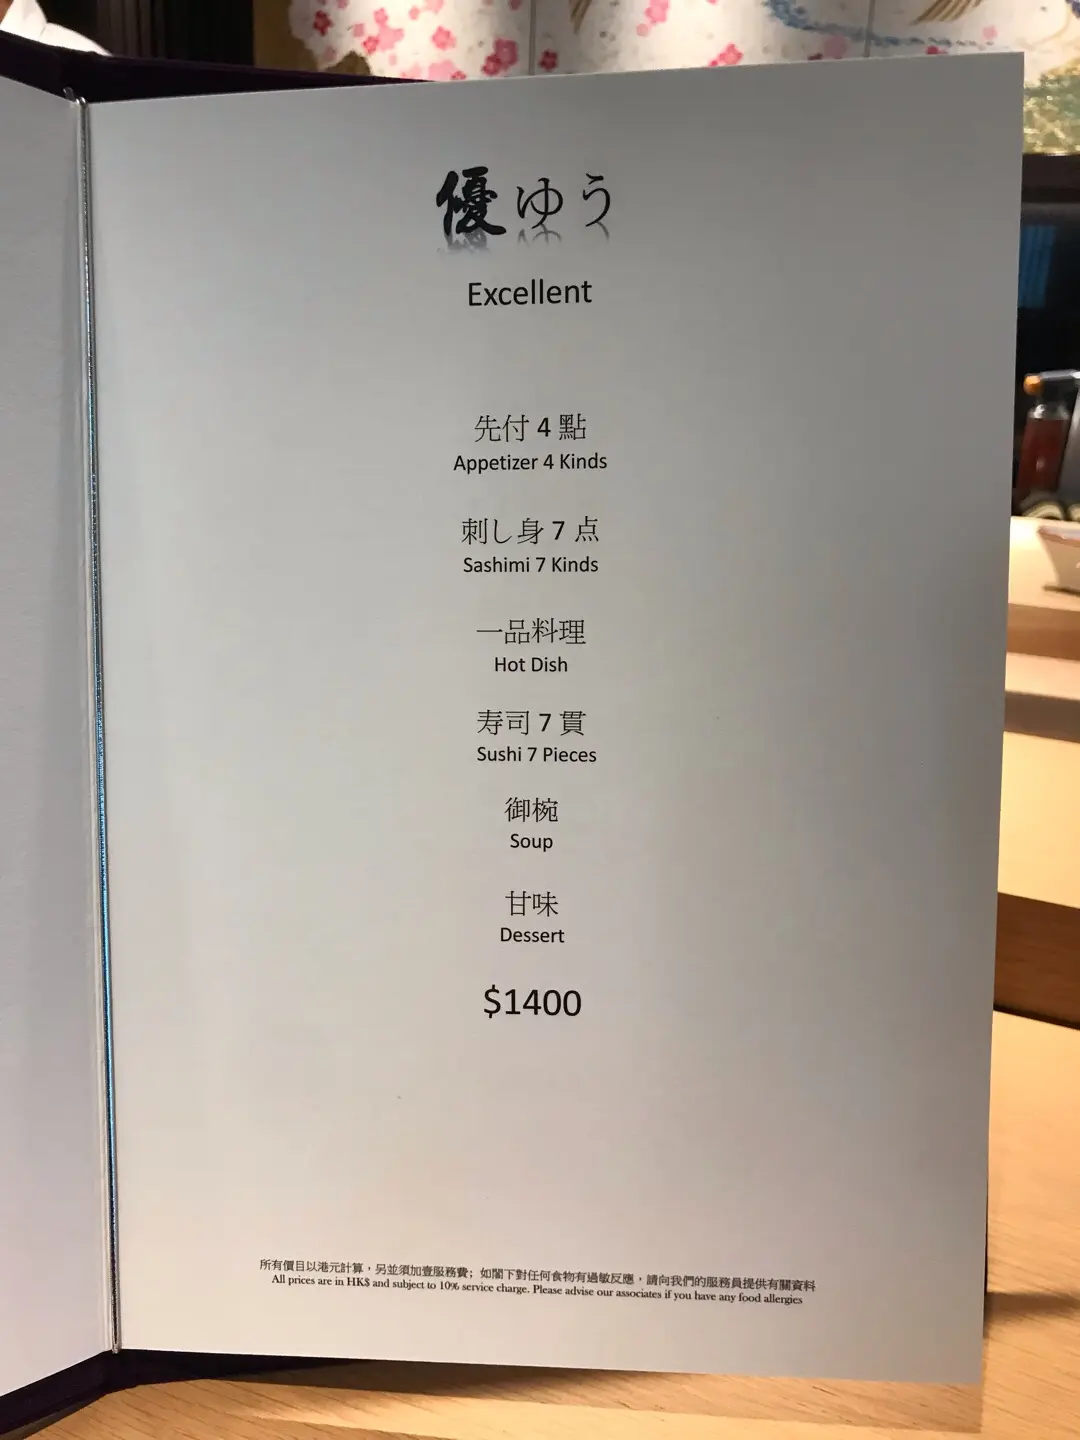 優ゆう
Excellent
先付 4 點
Appetizer 4 Kinds
刺し身 7 点
Sashimi 7 Kinds
一品料理
Hot Dish
寿司 7 貫
Sushi 7 Pieces
御椀
Soup
甘味
Dessert
$1400
所有價目以港元計算，另並須加壹服務費；如閣下對任何食物有過敏反應，請向我們的服務員提供有關資料
All prices are in HK$ and subject to 10% service charge. Please advise our associates if you have any food allergies